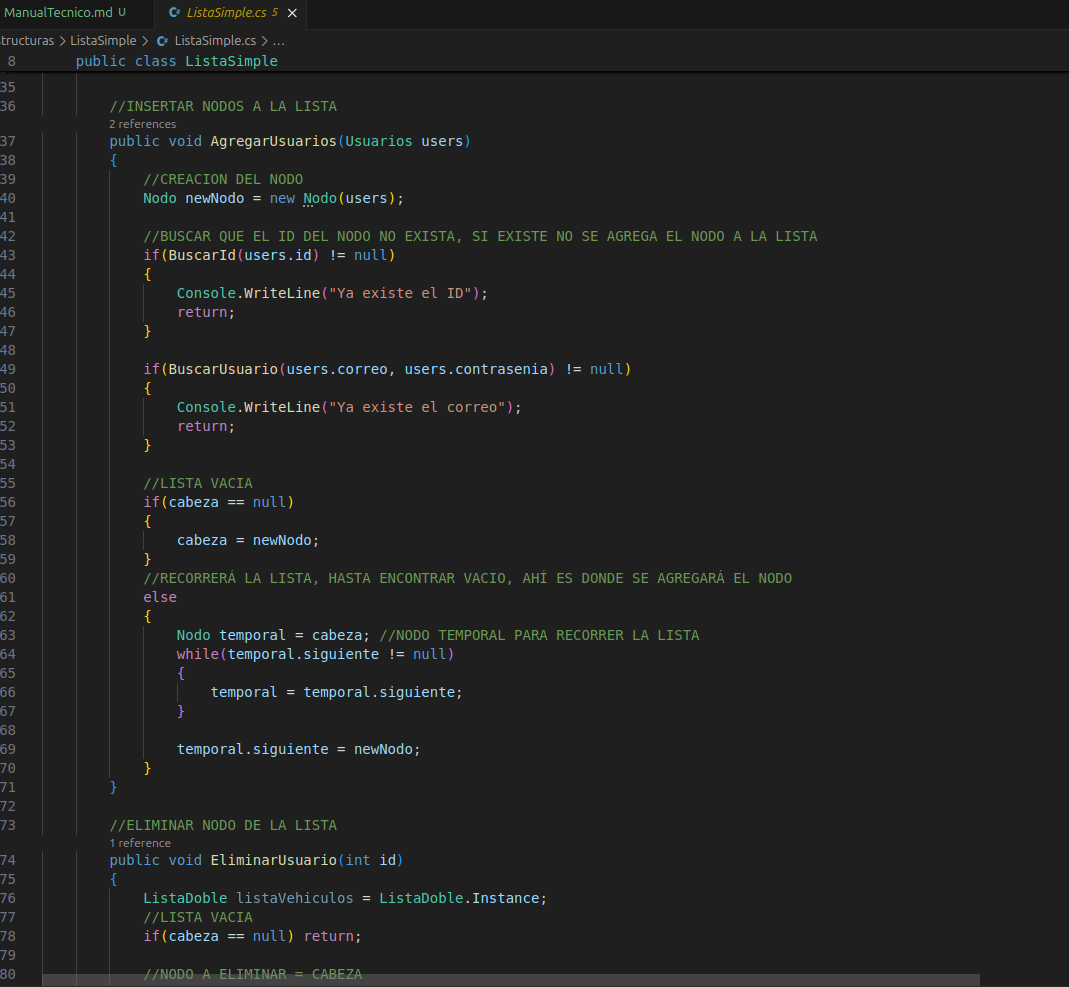 ManualTecnico.md U
ListaSimple.cs 5
tructuras > ListaSimple > ListaSimple.cs > ...
8 public class ListaSimple
35
36 //INSERTAR NODOS A LA LISTA
2 references
37 public void AgregarUsuarios(Usuarios users)
38 {
39 //CREACION DEL NODO
40 Nodo newNodo = new Nodo(users);
41
42 //BUSCAR QUE EL ID DEL NODO NO EXISTA, SI EXISTE NO SE AGREGA EL NODO A LA LISTA
43 if(BuscarId(users.id) != null)
44 {
45 Console.WriteLine("Ya existe el ID");
46 return;
47 }
48
49 if(BuscarUsuario(users.correo, users.contrasenia) != null)
50 {
51 Console.WriteLine("Ya existe el correo");
52 return;
53 }
54
55 //LISTA VACIA
56 if(cabeza == null)
57 {
58 cabeza = newNodo;
59 }
60 //RECORRERÁ LA LISTA, HASTA ENCONTRAR VACIO, AHÍ ES DONDE SE AGREGARÁ EL NODO
61 else
62 {
63 Nodo temporal = cabeza; //NODO TEMPORAL PARA RECORRER LA LISTA
64 while(temporal.siguiente != null)
65 {
66 temporal = temporal.siguiente;
67 }
68
69 temporal.siguiente = newNodo;
70 }
71 }
72
73 //ELIMINAR NODO DE LA LISTA
1 reference
74 public void EliminarUsuario(int id)
75 {
76 ListaDoble listaVehiculos = ListaDoble.Instance;
77 //LISTA VACIA
78 if(cabeza == null) return;
79
80 //NODO A ELIMINAR = CABEZA